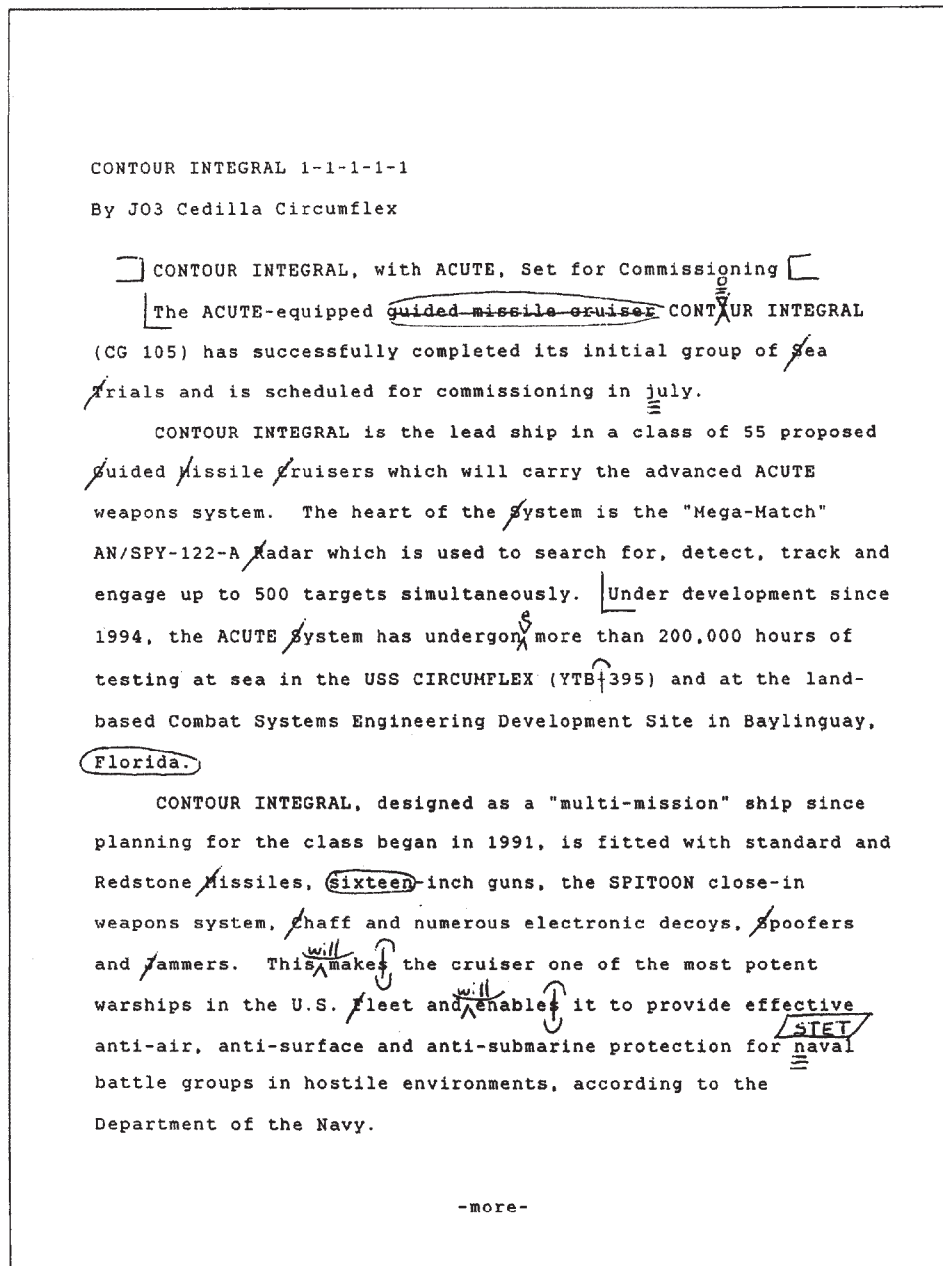 CONTOUR INTEGRAL 1-1-1-1-1
By JO3 Cedilla Circumflex
CONTOUR INTEGRAL, with ACUTE, Set for Commissioning
o
The ACUTE-equipped guided missile cruiser CONTXUR INTEGRAL
(CG 105) has successfully completed its initial group of Sea
Trials and is scheduled for commissioning in july.
CONTOUR INTEGRAL is the lead ship in a class of 55 proposed
Guided Missile Cruisers which will carry the advanced ACUTE
weapons system. The heart of the System is the "Mega-Match"
AN/SPY-122-A Radar which is used to search for, detect, track and
engage up to 500 targets simultaneously. Under development since
e
1994, the ACUTE System has undergon more than 200,000 hours of
testing at sea in the USS CIRCUMFLEX (YTB-395) and at the land-
based Combat Systems Engineering Development Site in Baylinguay,
Florida.
CONTOUR INTEGRAL, designed as a "multi-mission" ship since
planning for the class began in 1991, is fitted with standard and
Redstone Missiles, sixteen-inch guns, the SPITOON close-in
weapons system, Chaff and numerous electronic decoys, Spoofers
will
and Jammers. This makes the cruiser one of the most potent
will
warships in the U.S. Fleet and enables it to provide effective
STET
anti-air, anti-surface and anti-submarine protection for naval
battle groups in hostile environments, according to the
Department of the Navy.
-more-